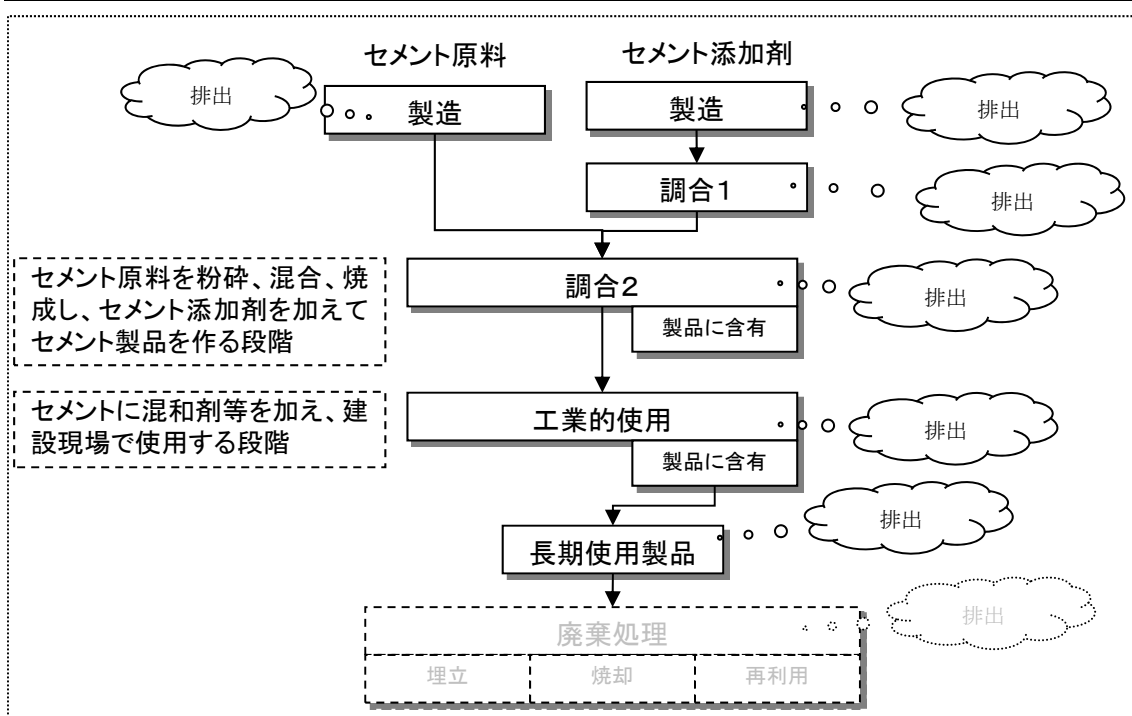 セメント原料
セメント添加剤
排出
製造
製造
排出
調合1
排出
セメント原料を粉砕、混合、焼
成し、セメント添加剤を加えて
セメント製品を作る段階
調合2
製品に含有
排出
セメントに混和剤等を加え、建
設現場で使用する段階
工業的使用
製品に含有
排出
長期使用製品
排出
廃棄処理
排出
埋立
焼却
再利用